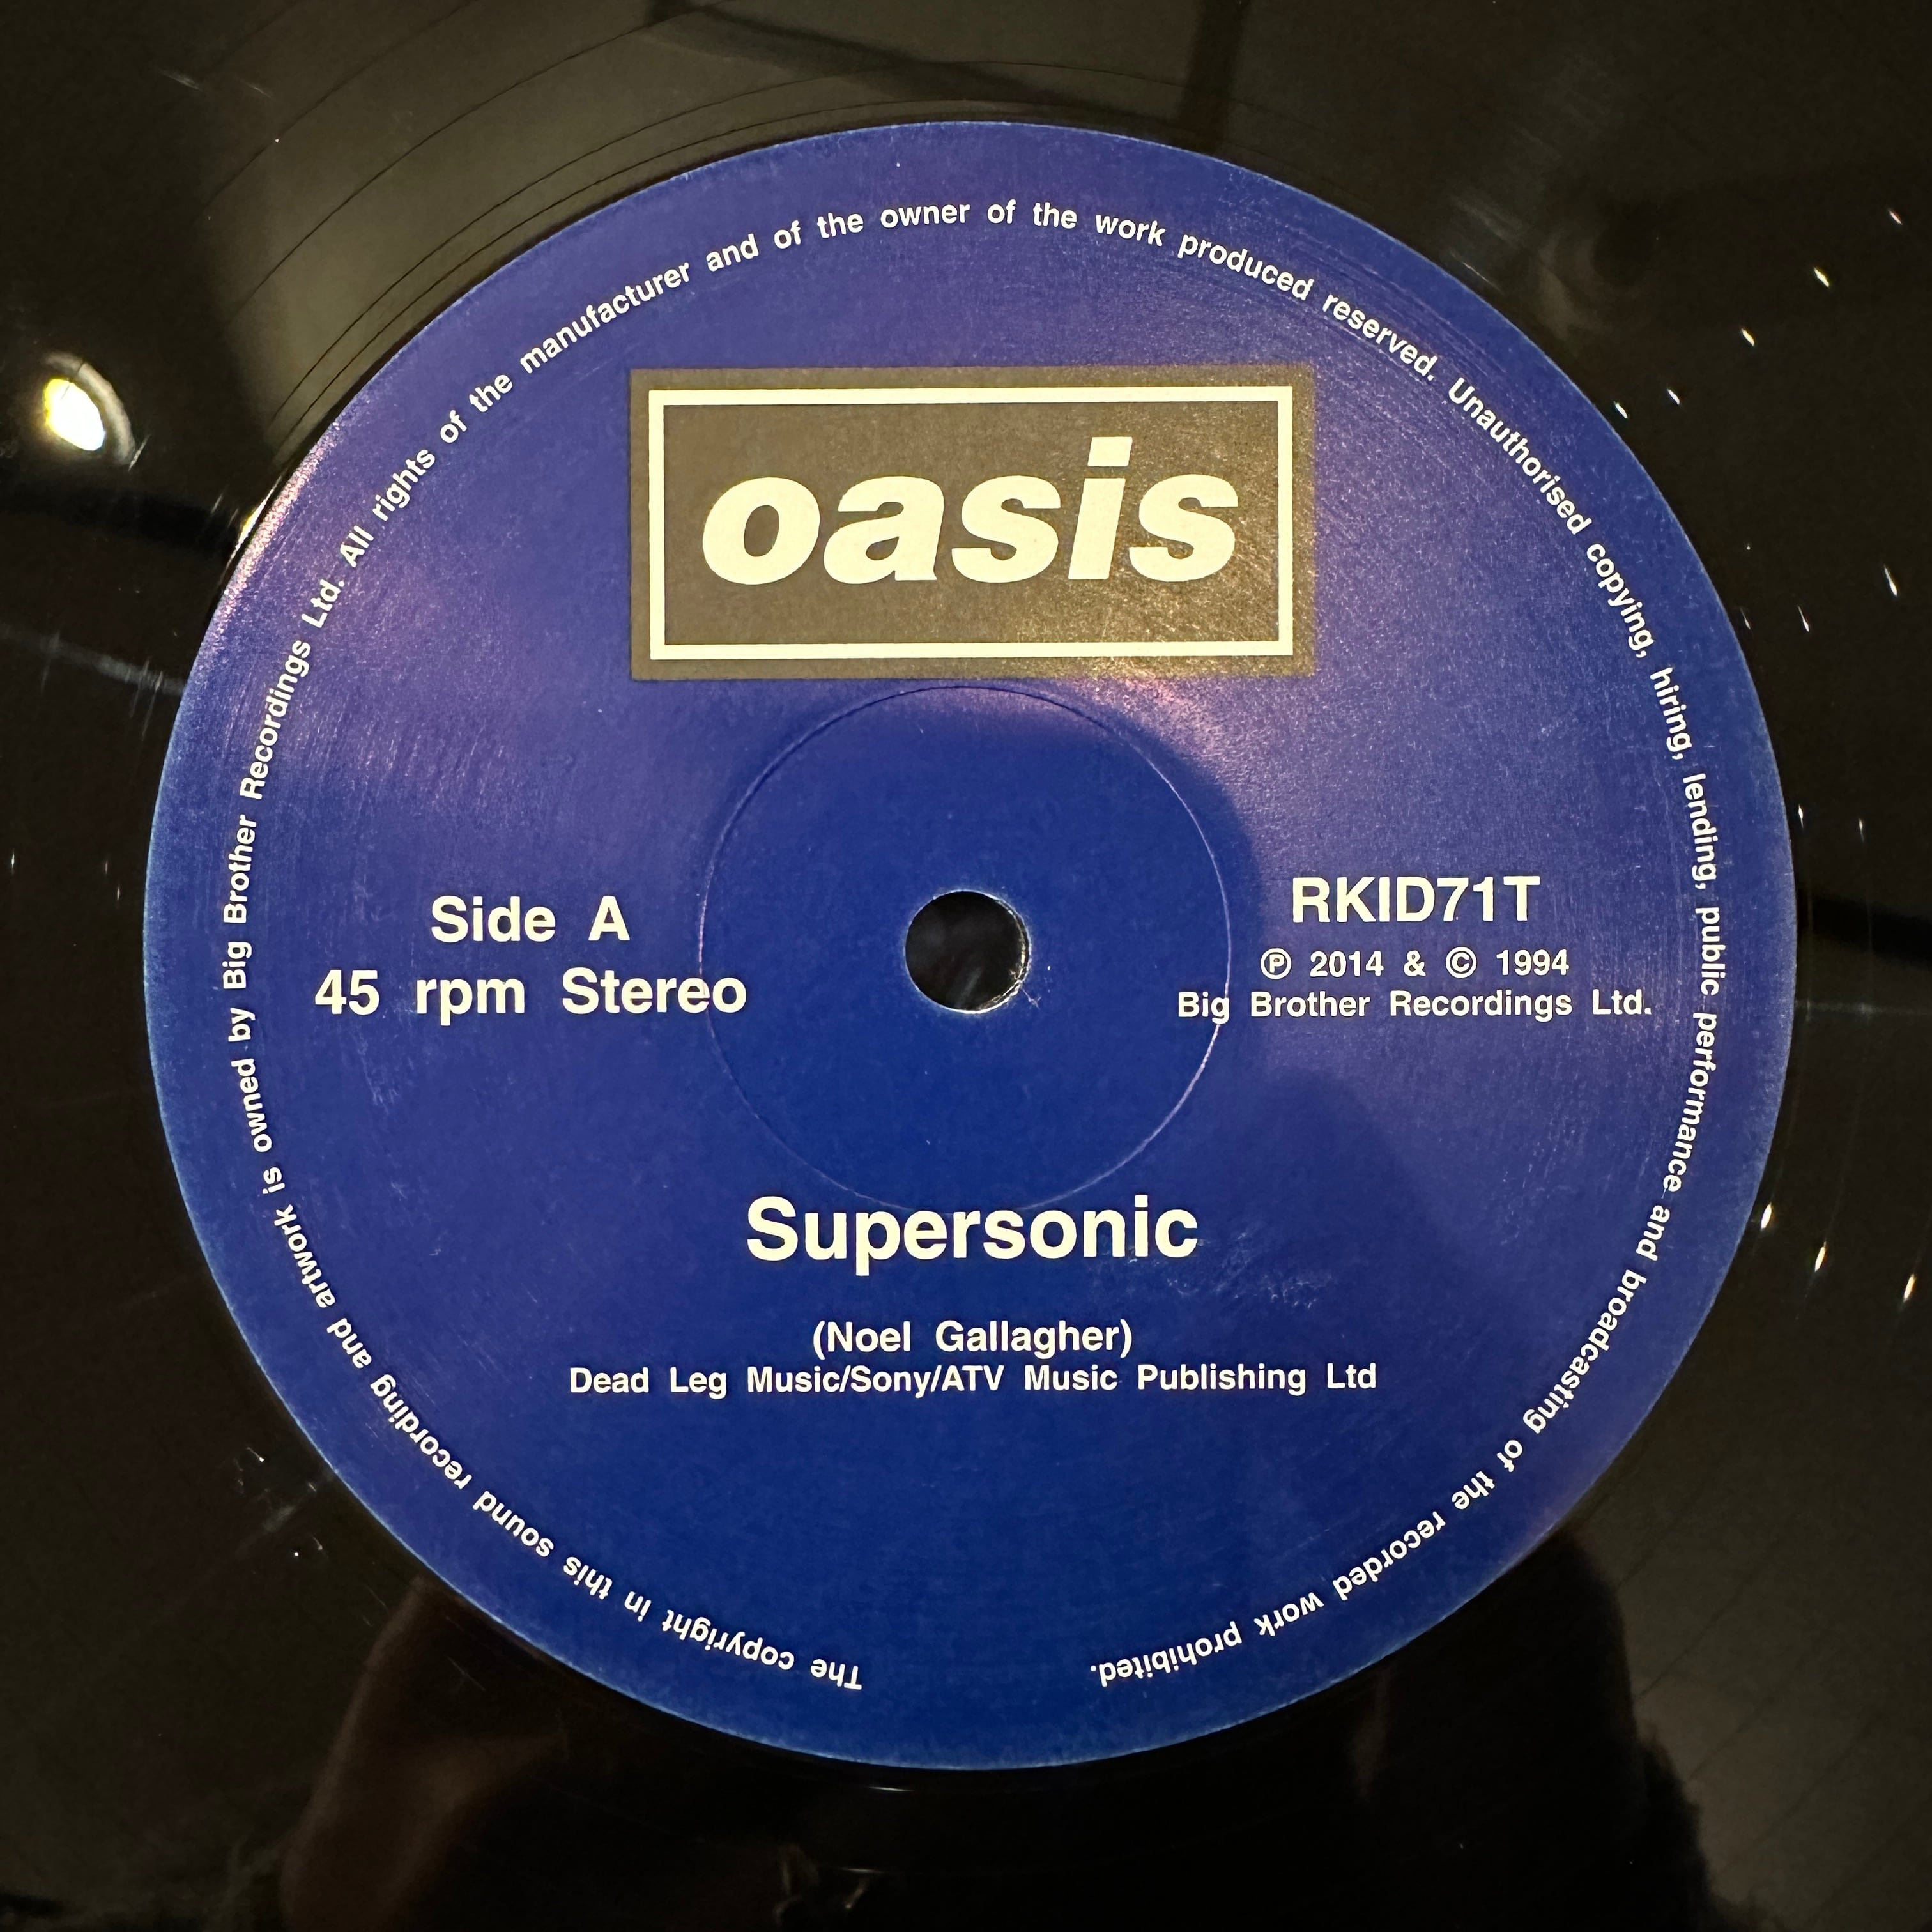 oasis
Side A
45 rpm Stereo
RKID71T
℗ 2014 & © 1994
Big Brother Recordings Ltd.
Supersonic
(Noel Gallagher)
Dead Leg Music/Sony/ATV Music Publishing Ltd
The copyright in this sound recording and artwork is owned by Big Brother Recordings Ltd. All rights of the manufacturer and of the owner of the work produced reserved. Unauthorised copying, hiring, lending, public performance and broadcasting of the recorded work prohibited.